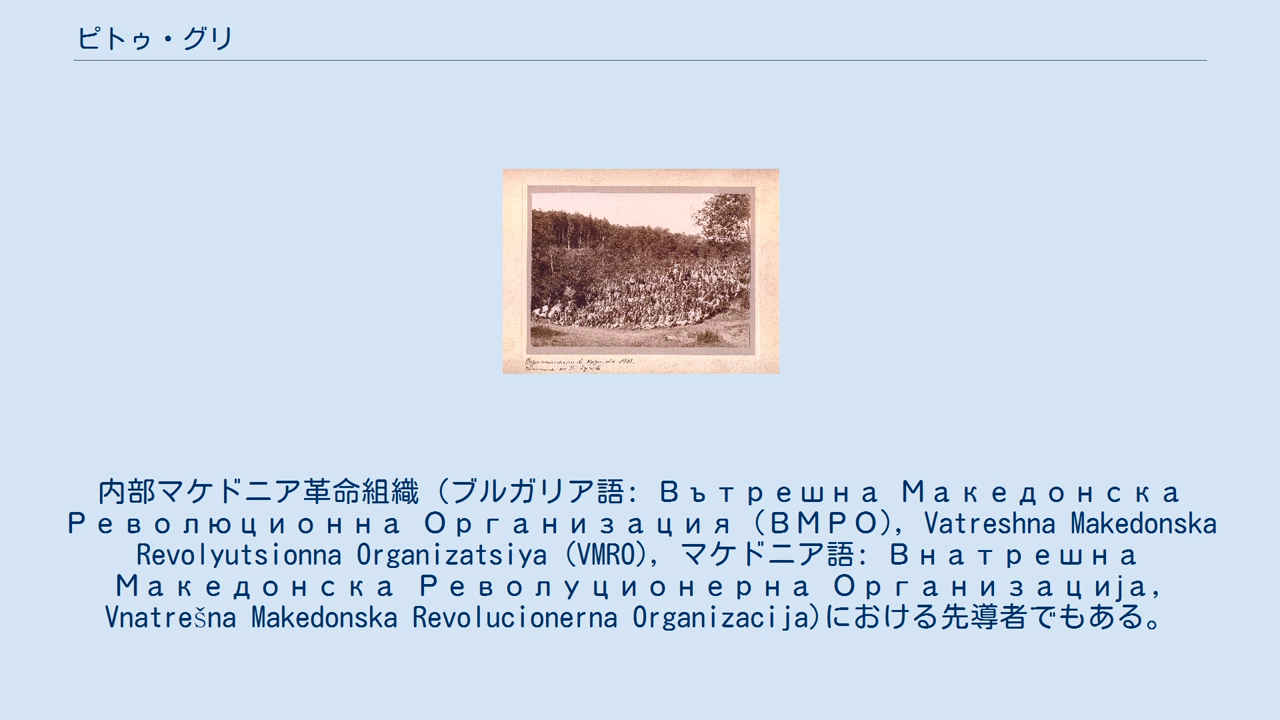 ピトゥ・グリ
内部マケドニア革命組織（ブルガリア語: Вътрешна Македонска
Революционна Организация（ВМРО), Vatreshna Makedonska
Revolyutsionna Organizatsiya (VMRO), マケドニア語: Внатрешна
Македонска Револуционерна Организациja,
Vnatrešna Makedonska Revolucionerna Organizacija)における先導者でもある。